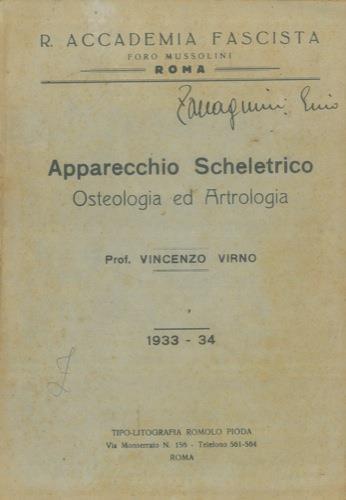 R. ACCADEMIA FASCISTA
FORO MUSSOLINI
ROMA
Apparecchio Scheletrico
Osteologia ed Artrologia
Prof. VINCENZO VIRNO
1933 - 34
TIPO-LITOGRAFIA ROMOLO PIODA
Via Monserrato N. 156 - Telefono 561-564
ROMA